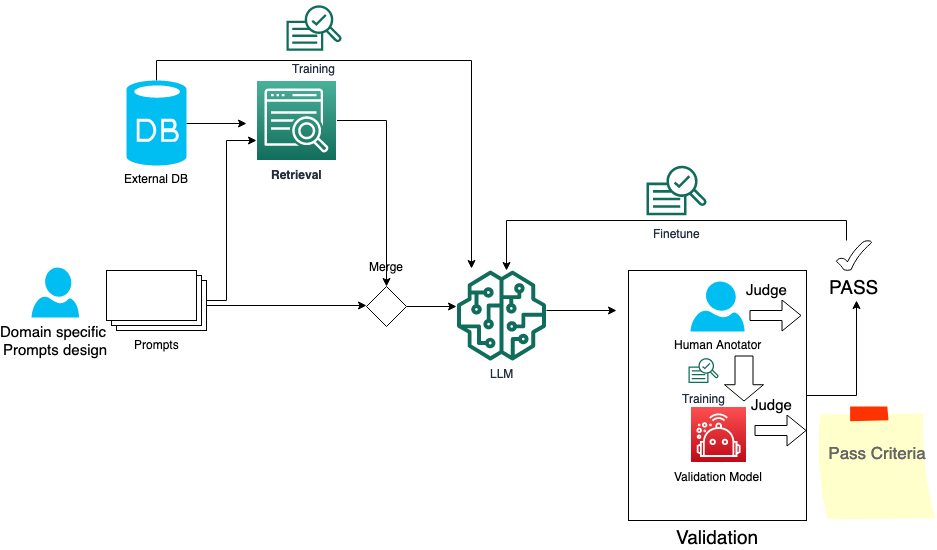 Training
DB
External DB
Retrieval
Finetune
Merge
PASS
Domain specific
Prompts design
Prompts
LLM
Judge
Human Anotator
Training
Judge
Validation Model
Pass Criteria
Validation